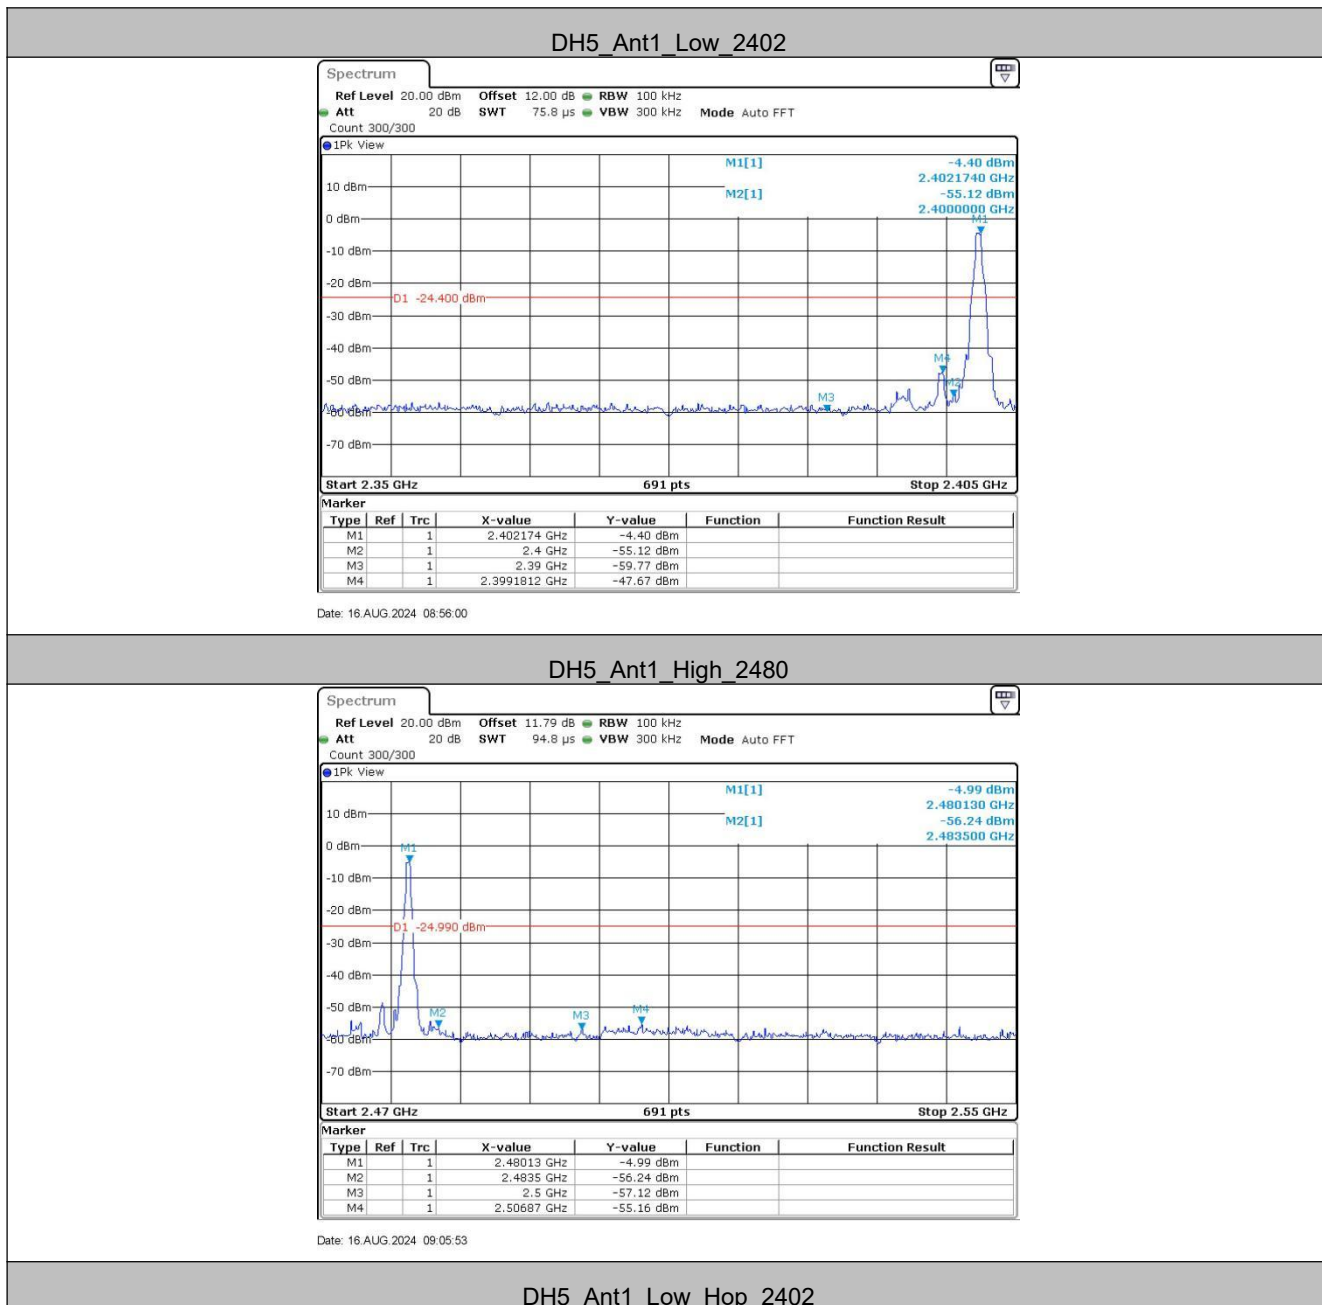 DH5_Ant1_Low_2402
Spectrum
Ref Level 20.00 dBm Offset 12.00 dB RBW 100 kHz
Att 20 dB SWT 75.8 µs VBW 300 kHz Mode Auto FFT
Count 300/300
1Pk View
M1[1] -4.40 dBm
2.4021740 GHz
M2[1] -55.12 dBm
2.4000000 GHz
10 dBm
0 dBm
M1
-10 dBm
-20 dBm
D1 -24.400 dBm
-30 dBm
-40 dBm
M4
-50 dBm
M2
M3
-60 dBm
-70 dBm
Start 2.35 GHz 691 pts Stop 2.405 GHz
Marker
Type Ref Trc X-value Y-value Function Function Result
M1 1 2.402174 GHz -4.40 dBm
M2 1 2.4 GHz -55.12 dBm
M3 1 2.39 GHz -59.77 dBm
M4 1 2.3991812 GHz -47.67 dBm
Date: 16.AUG.2024 08:56:00
DH5_Ant1_High_2480
Spectrum
Ref Level 20.00 dBm Offset 11.79 dB RBW 100 kHz
Att 20 dB SWT 94.8 µs VBW 300 kHz Mode Auto FFT
Count 300/300
1Pk View
M1[1] -4.99 dBm
2.480130 GHz
M2[1] -56.24 dBm
2.483500 GHz
10 dBm
0 dBm
M1
-10 dBm
-20 dBm
D1 -24.990 dBm
-30 dBm
-40 dBm
-50 dBm
M2 M3 M4
-60 dBm
-70 dBm
Start 2.47 GHz 691 pts Stop 2.55 GHz
Marker
Type Ref Trc X-value Y-value Function Function Result
M1 1 2.48013 GHz -4.99 dBm
M2 1 2.4835 GHz -56.24 dBm
M3 1 2.5 GHz -57.12 dBm
M4 1 2.50687 GHz -55.16 dBm
Date: 16.AUG.2024 09:05:53
DH5_Ant1_Low_Hop_2402